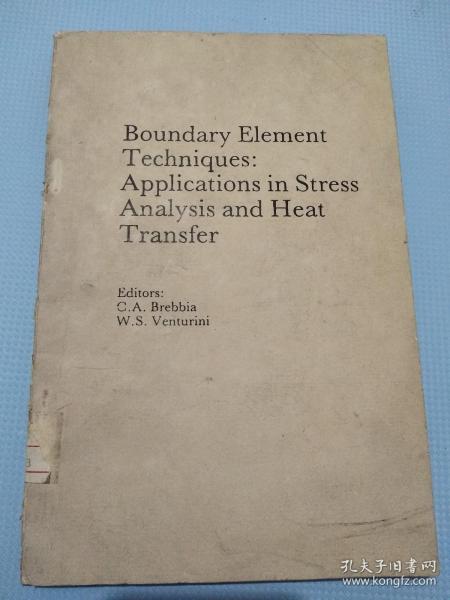 Boundary Element
Techniques:
Applications in Stress
Analysis and Heat
Transfer
Editors:
C.A. Brebbia
W.S. Venturini
孔夫子旧书网
www.kongfz.com